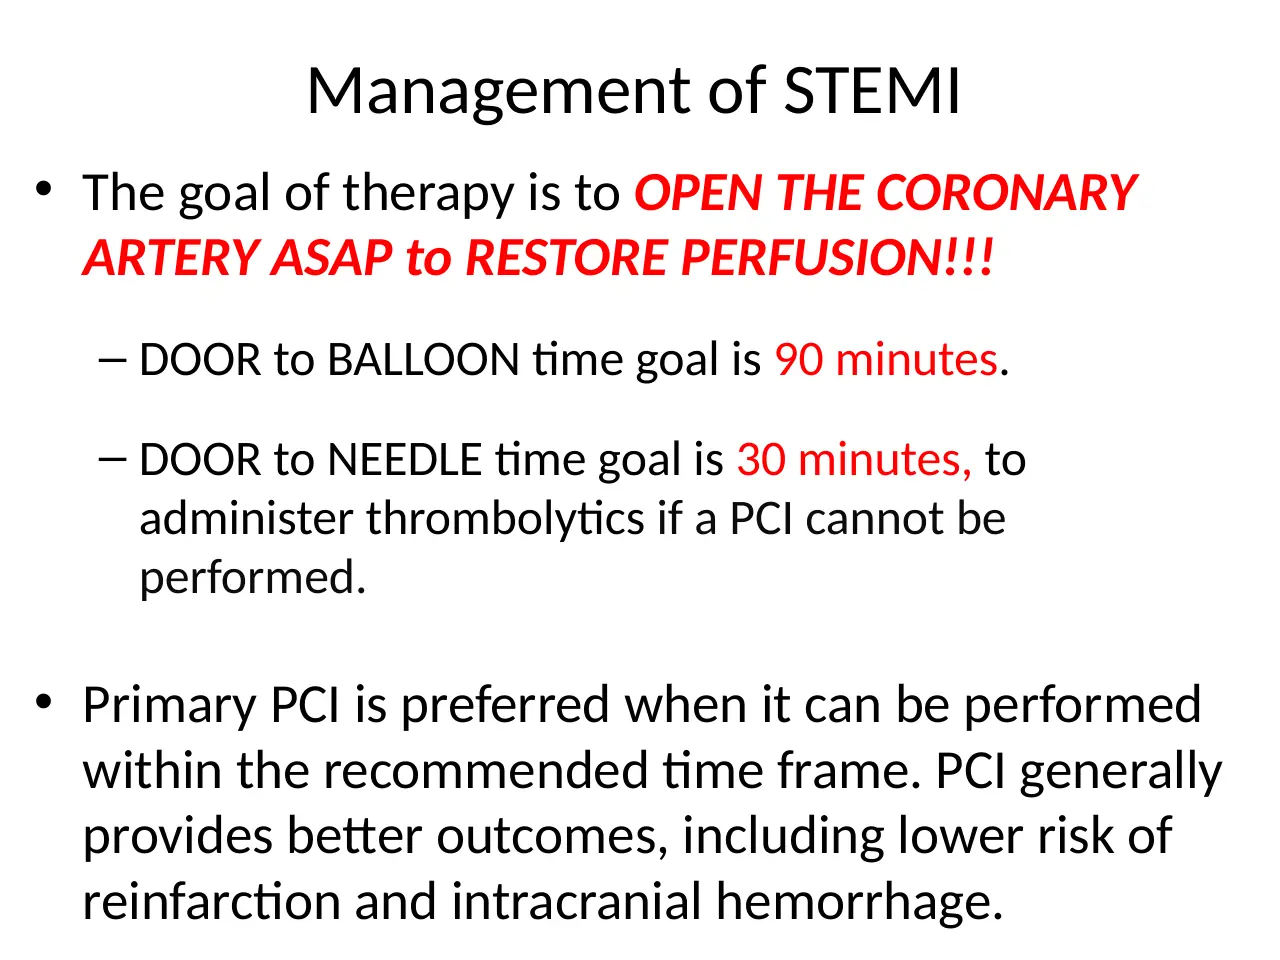 Management of STEMI
• The goal of therapy is to OPEN THE CORONARY
ARTERY ASAP to RESTORE PERFUSION!!!
– DOOR to BALLOON time goal is 90 minutes.
– DOOR to NEEDLE time goal is 30 minutes, to
administer thrombolytics if a PCI cannot be
performed.
• Primary PCI is preferred when it can be performed
within the recommended time frame. PCI generally
provides better outcomes, including lower risk of
reinfarction and intracranial hemorrhage.